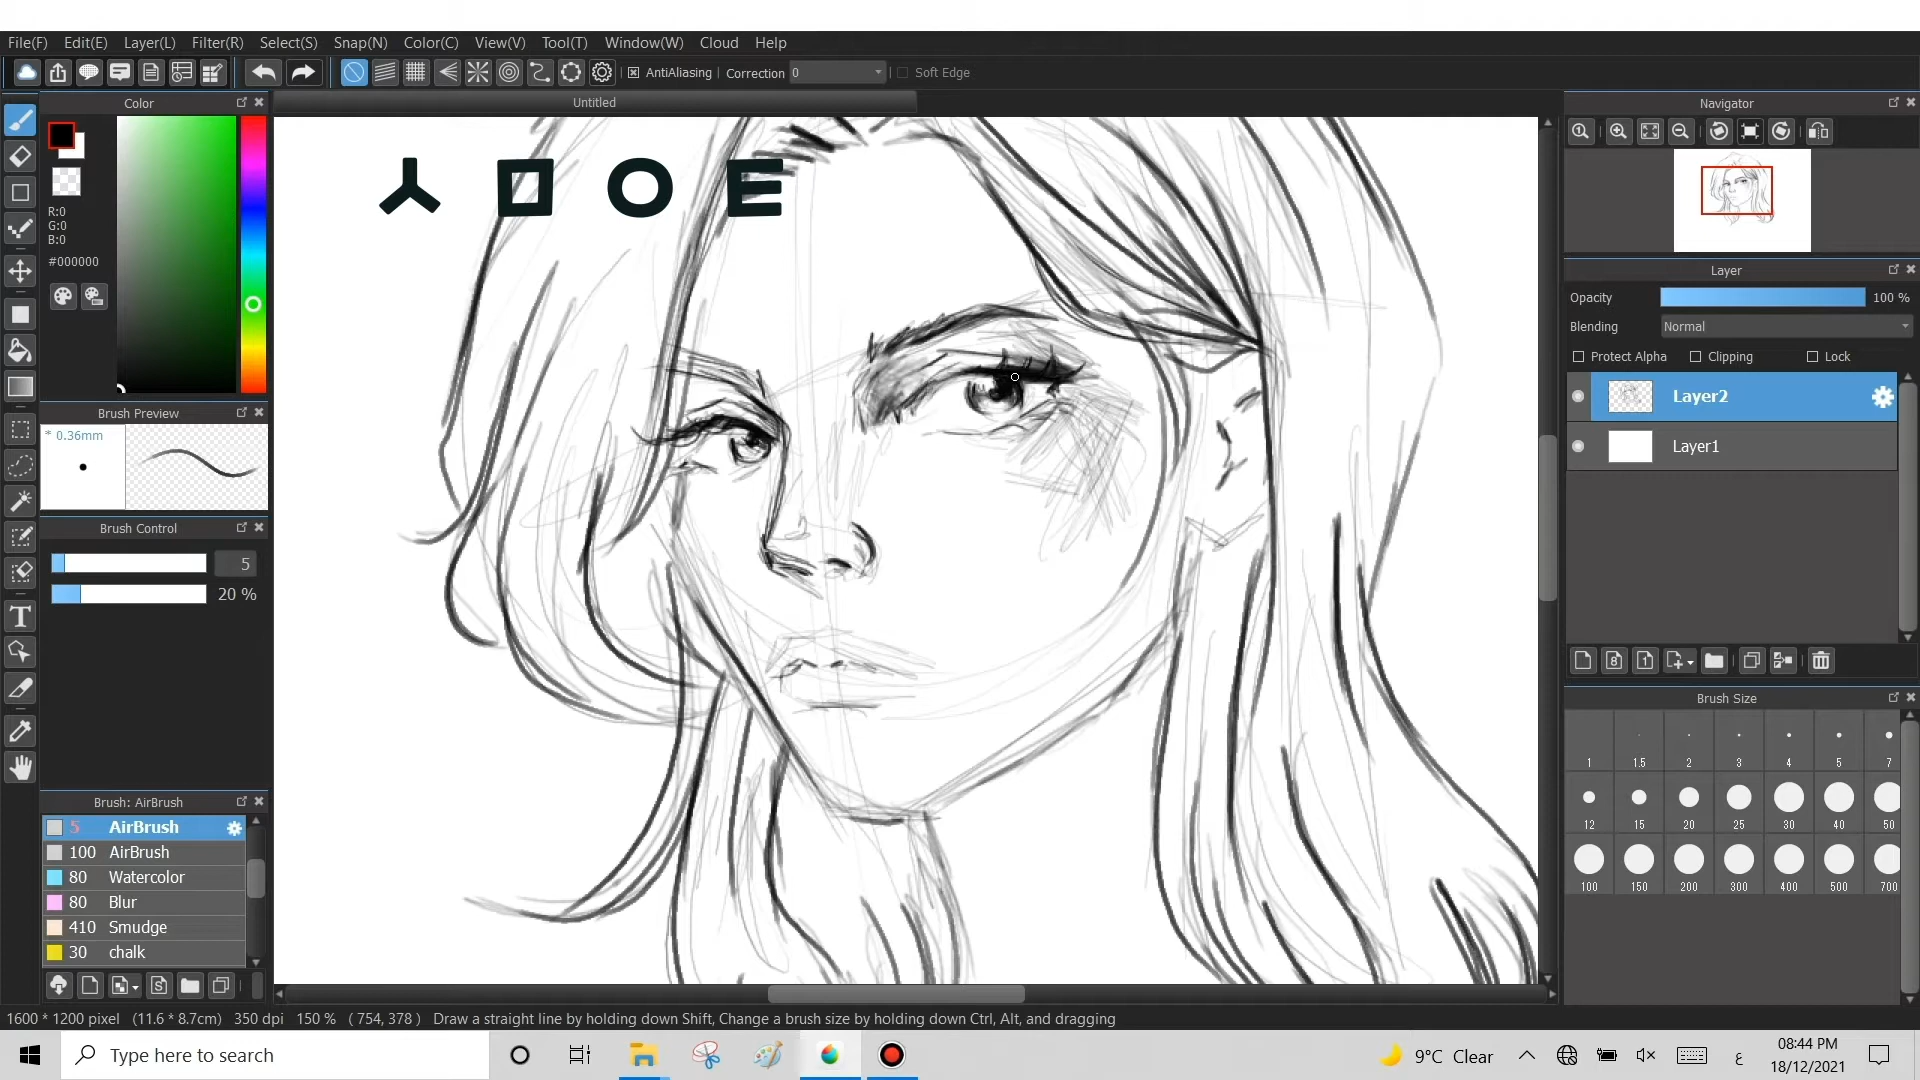 File(F) Edit(E) Layer(L) Filter(R) Select(S) Snap(N) Color(C) View(V) Tool(T) Window(W) Cloud Help
AntiAliasing Correction 0 Soft Edge
Color
Untitled
Navigator
ㅅ ㅁ ㅇ ㅌ
R:0
G:0
B:0
#000000
Brush Preview
* 0.36mm
Brush Control
5
20 %
Brush: AirBrush
5 AirBrush
100 AirBrush
80 Watercolor
80 Blur
410 Smudge
30 chalk
Layer
Opacity 100 %
Blending Normal
Protect Alpha Clipping Lock
Layer2
Layer1
Brush Size
1 1.5 2 3 4 5 7
12 15 20 25 30 40 50
100 150 200 300 400 500 700
1600 * 1200 pixel (11.6 * 8.7cm) 350 dpi 150 % ( 754, 378 ) Draw a straight line by holding down Shift, Change a brush size by holding down Ctrl, Alt, and dragging
Type here to search
9°C Clear
ع
08:44 PM
18/12/2021